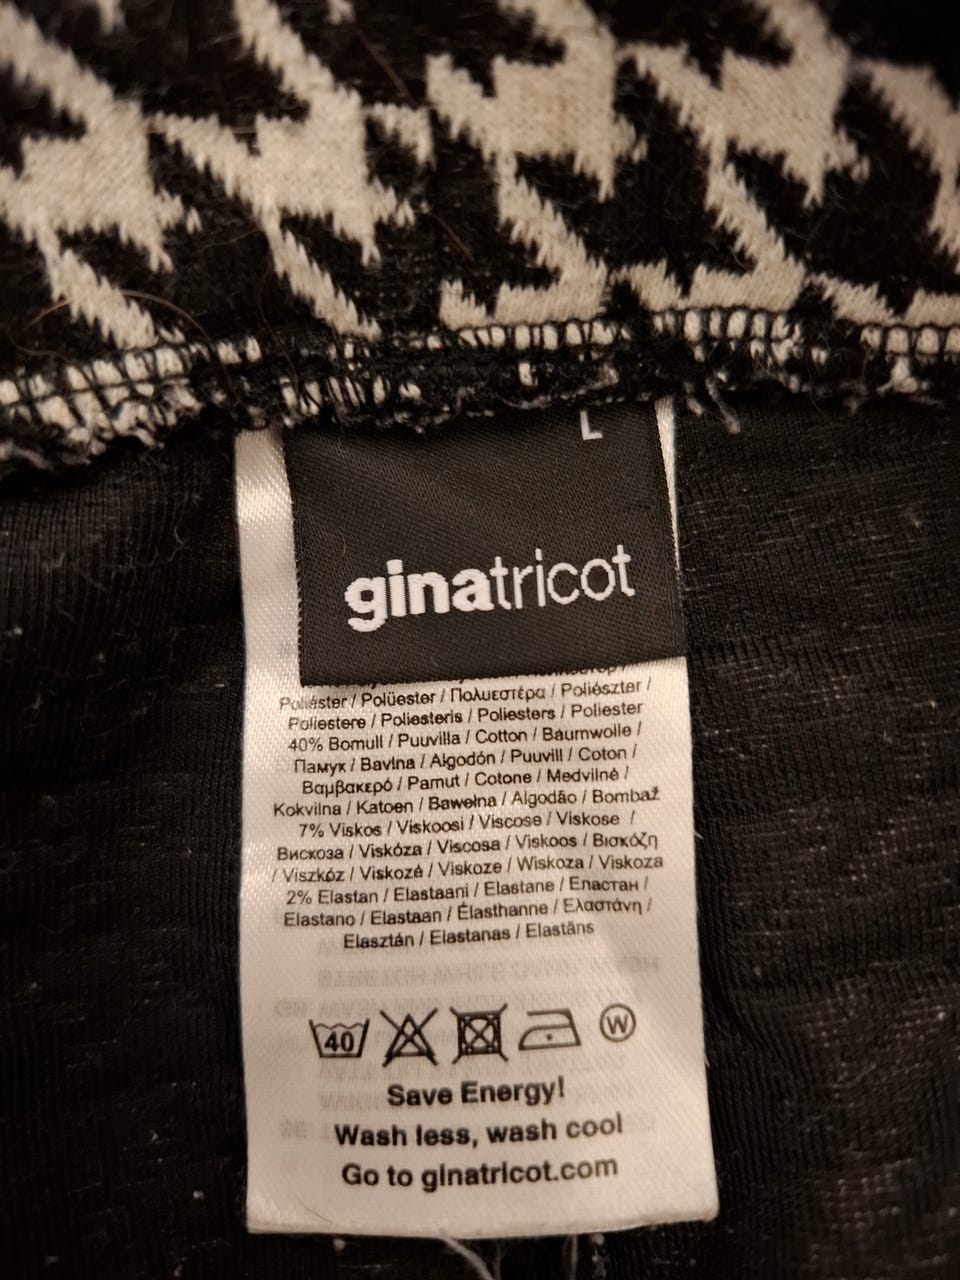 L
ginatricot
Poliéster / Polüester / Πολυεστέρα / Poliészter /
Poliestere / Poliesteris / Poliesters / Poliester
40% Bomull / Puuvilla / Cotton / Baumwolle /
Памук / Bavlna / Algodón / Puuvill / Coton /
Βαμβακερό / Pamut / Cotone / Medvilnė /
Kokvilna / Katoen / Bawełna / Algodão / Bombaž
7% Viskos / Viskoosi / Viscose / Viskose /
Вискоза / Viskóza / Viscosa / Viskoos / Βισκόζη
/ Viszkóz / Viskozė / Viskoze / Wiskoza / Viskoza
2% Elastan / Elastaani / Elastane / Еластан /
Elastano / Elastaan / Élasthanne / Ελαστάνη /
Elasztán / Elastanas / Elastāns
40
W
Save Energy!
Wash less, wash cool
Go to ginatricot.com